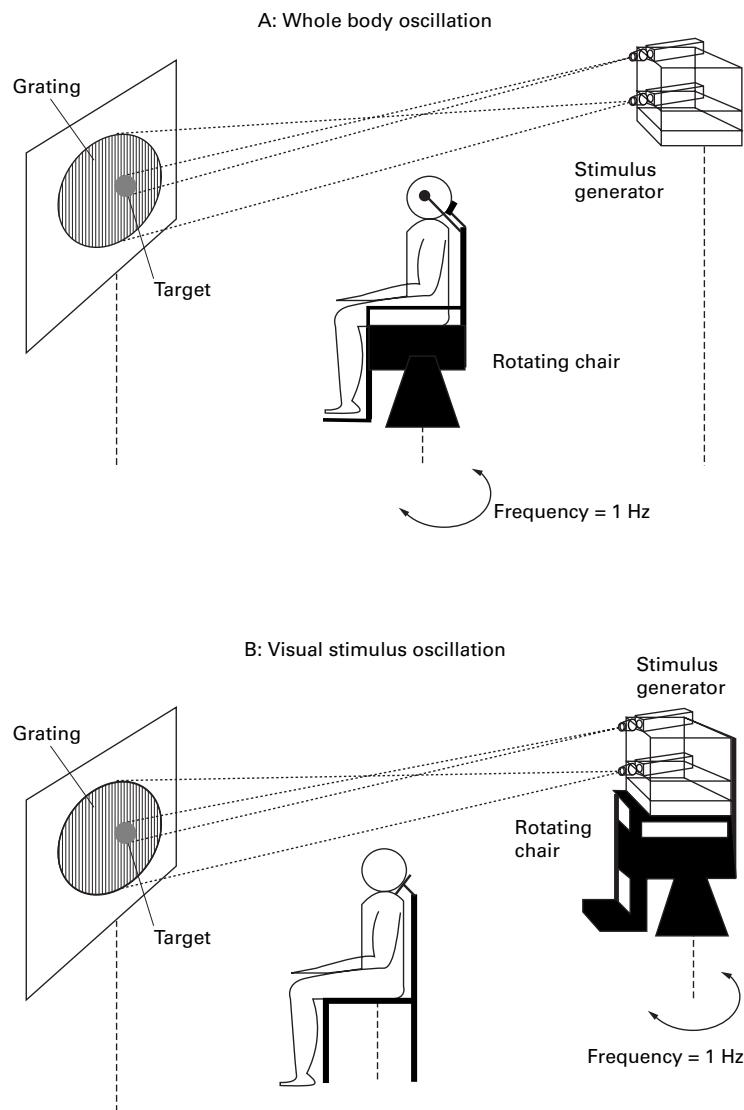 A: Whole body oscillation
Grating
Stimulus
generator
Target
Rotating chair
Frequency = 1 Hz
B: Visual stimulus oscillation
Stimulus
generator
Grating
Rotating
chair
Target
Frequency = 1 Hz